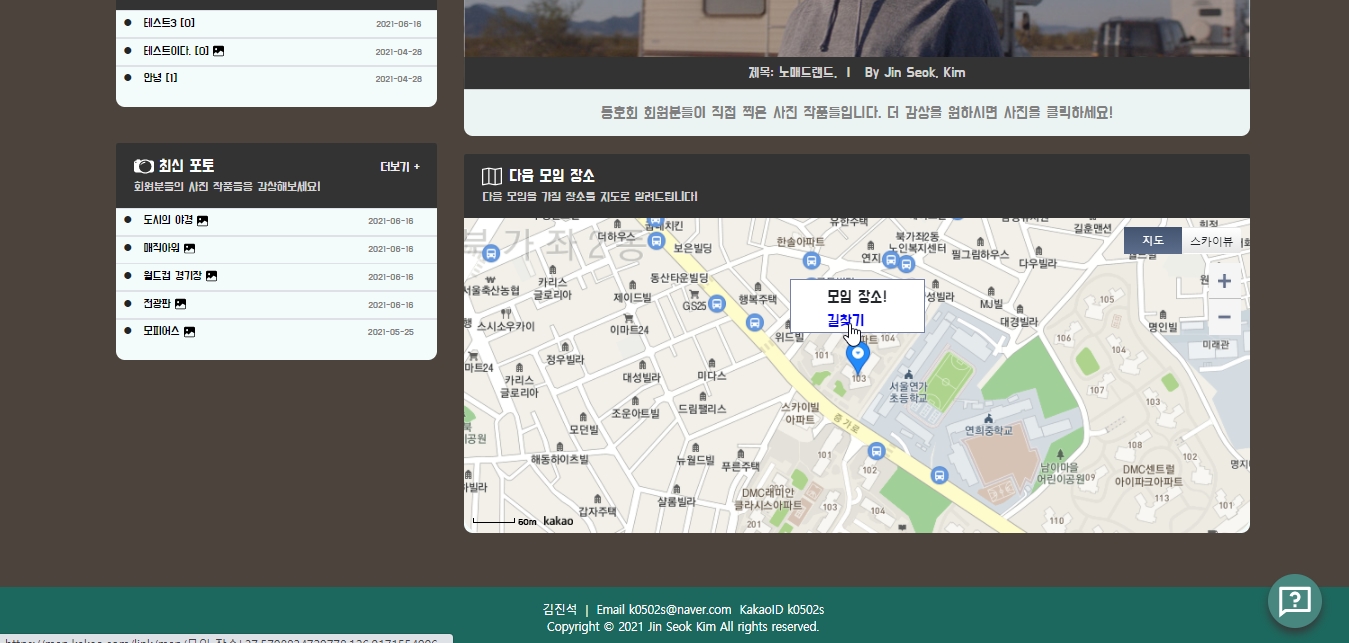 테스트3 [0] 2021-06-16
테스트이다. [0] 2021-04-28
안녕 [1] 2021-04-28
제목: 노매드랜드. | By Jin Seok, Kim
동호회 회원분들이 직접 찍은 사진 작품들입니다. 더 감상을 원하시면 사진을 클릭하세요!
최신 포토 더보기 +
회원분들의 사진 작품들을 감상해보세요!
도시의 야경 2021-06-16
매직아워 2021-06-16
월드컵 경기장 2021-06-16
전광판 2021-06-16
모피어스 2021-05-25
다음 모임 장소
다음 모임을 가질 장소를 지도로 알려드립니다!
북가좌2동
더하우스
보은빌딩
한솔아파트
유한주택
북가좌2동
노인복지센터
연지
필그림하우스
다우빌라
길훈맨션
지도 스카이뷰
서울축산농협
카리스
글로리아
동산타운빌딩
제이드빌
GS25
행복주택
모임 장소!
길찾기
성빌라
MJ빌
대경빌라
105
명인빌
미래관
스시소우카이
이마트24
위드빌
101
104
103
106
104
마트24
정우빌라
카리스
글로리아
대성빌라
미다스
서울연가
초등학교
107
103
조운아트빌
드림팰리스
스카이빌
아파트
증가로
연희중학교
모던빌
해동하이츠빌
뉴월드빌
푸른주택
101
102
108
102
남이마을
어린이공원
DMC센트럴
아이파크아파트
113
샬롬빌라
DMC래미안
클라시스아파트
103
104
110
감자주택
201
50m kakao
김진석 | Email k0502s@naver.com KakaoID k0502s
Copyright © 2021 Jin Seok Kim All rights reserved.